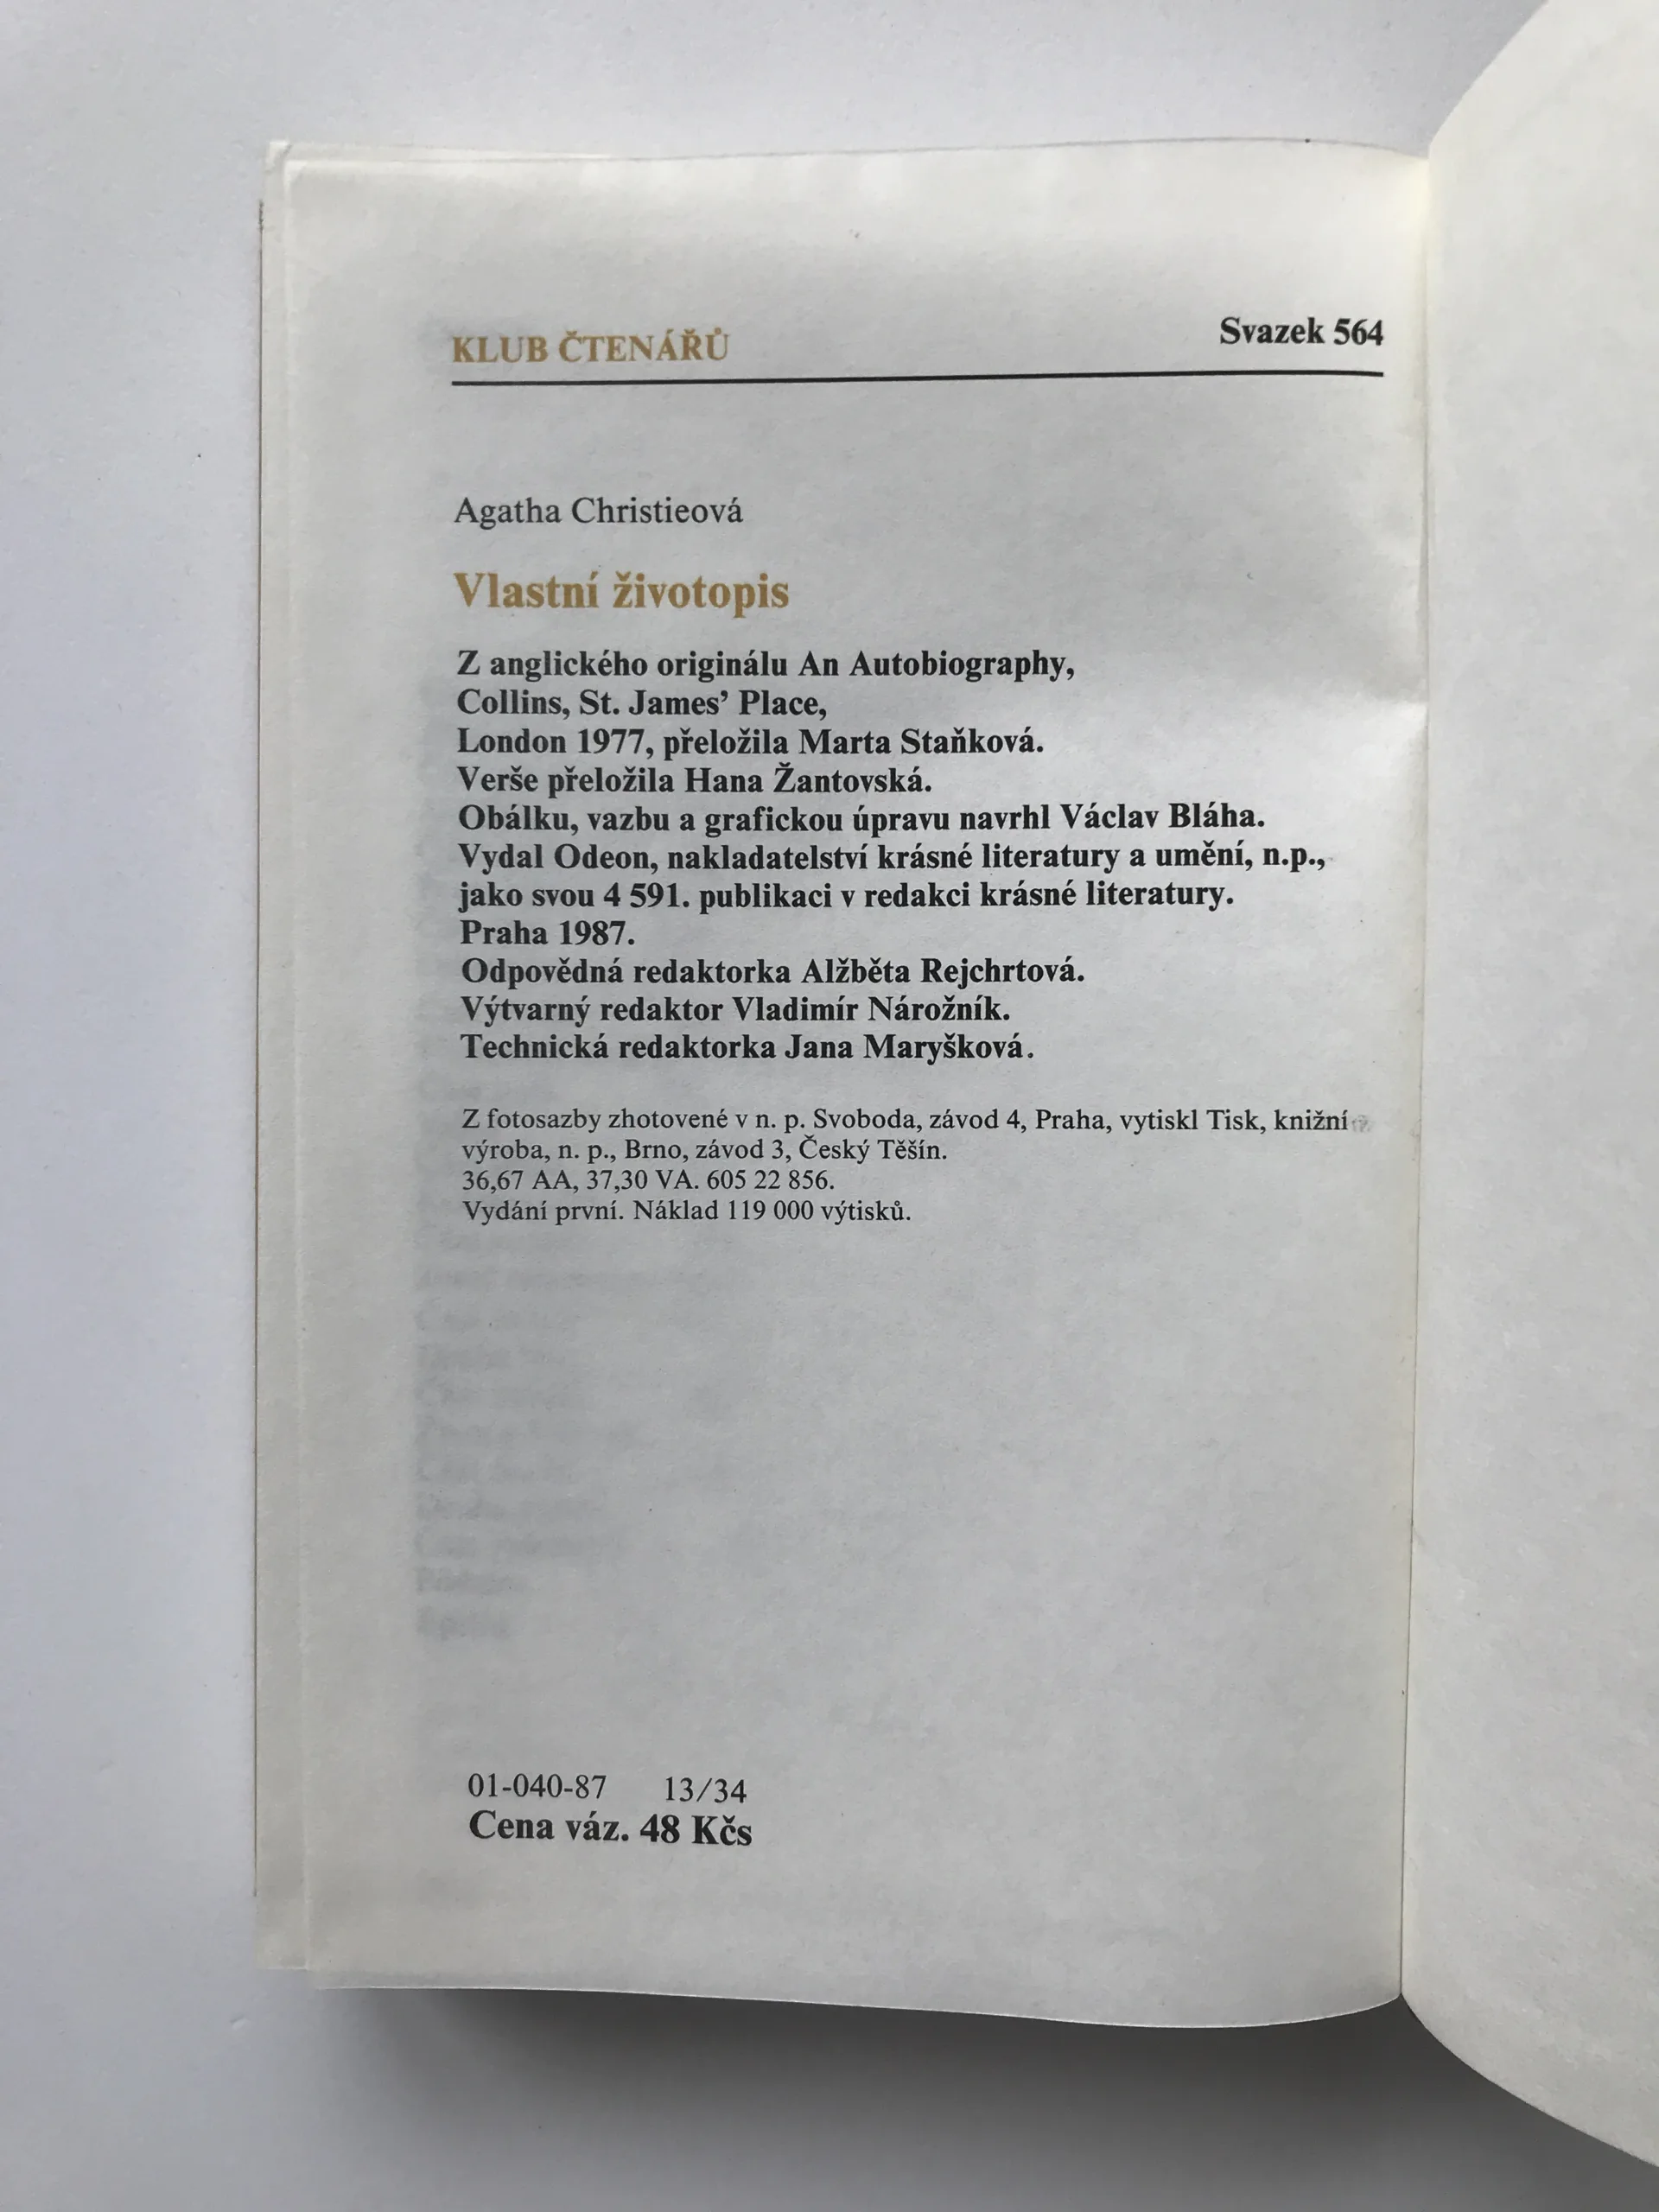 KLUB ČTENÁŘŮ
Svazek 564
Agatha Christieová
Vlastní životopis
Z anglického originálu An Autobiography,
Collins, St. James’ Place,
London 1977, přeložila Marta Staňková.
Verše přeložila Hana Žantovská.
Obálku, vazbu a grafickou úpravu navrhl Václav Bláha.
Vydal Odeon, nakladatelství krásné literatury a umění, n.p.,
jako svou 4 591. publikaci v redakci krásné literatury.
Praha 1987.
Odpovědná redaktorka Alžběta Rejchrtová.
Výtvarný redaktor Vladimír Nárožník.
Technická redaktorka Jana Maryšková.
Z fotosazby zhotovené v n. p. Svoboda, závod 4, Praha, vytiskl Tisk, knižní
výroba, n. p., Brno, závod 3, Český Těšín.
36,67 AA, 37,30 VA. 605 22 856.
Vydání první. Náklad 119 000 výtisků.
01-040-87 13/34
Cena váz. 48 Kčs